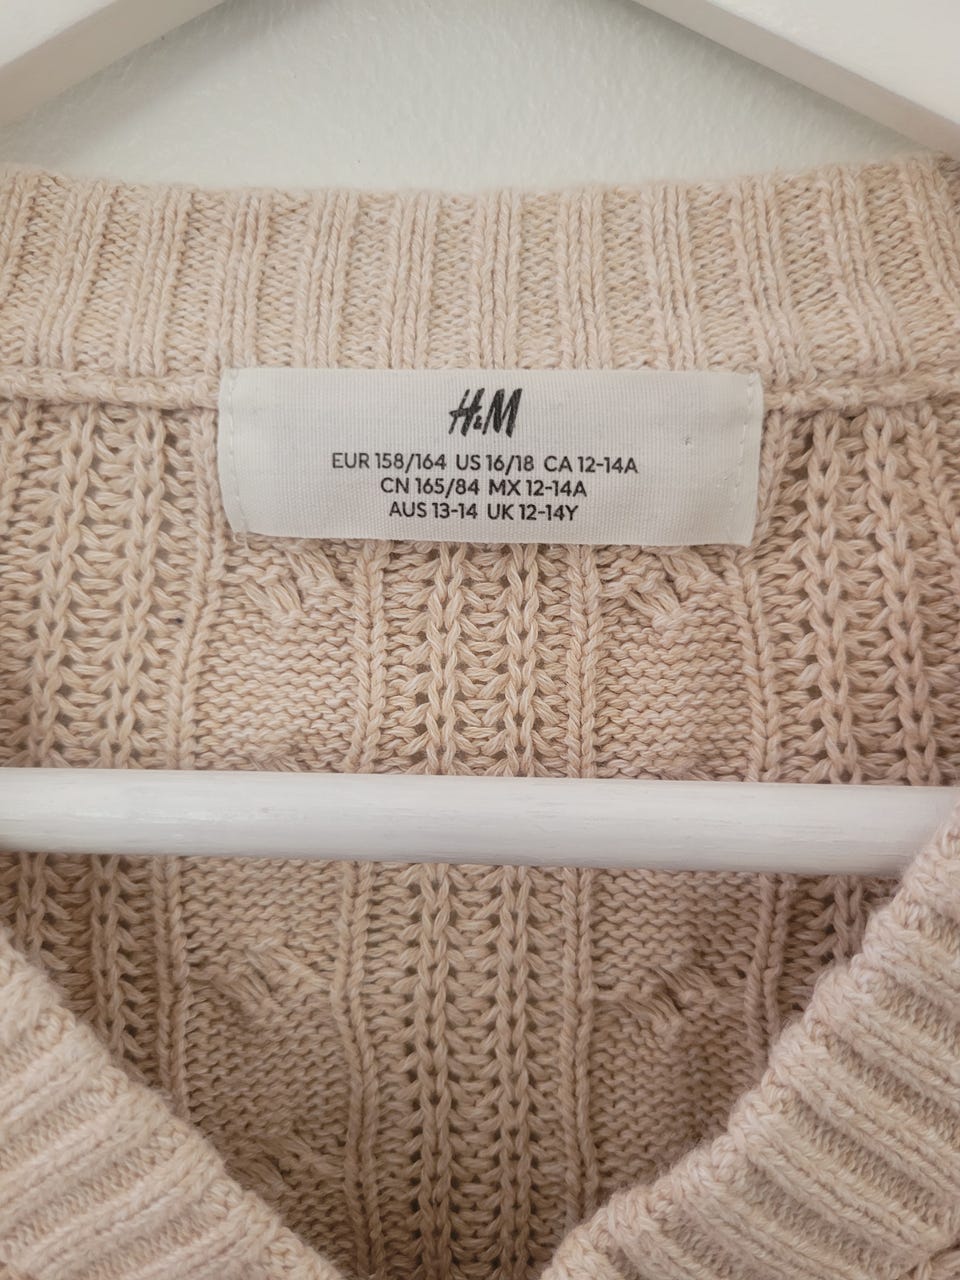 H&M
EUR 158/164 US 16/18 CA 12-14A
CN 165/84 MX 12-14A
AUS 13-14 UK 12-14Y